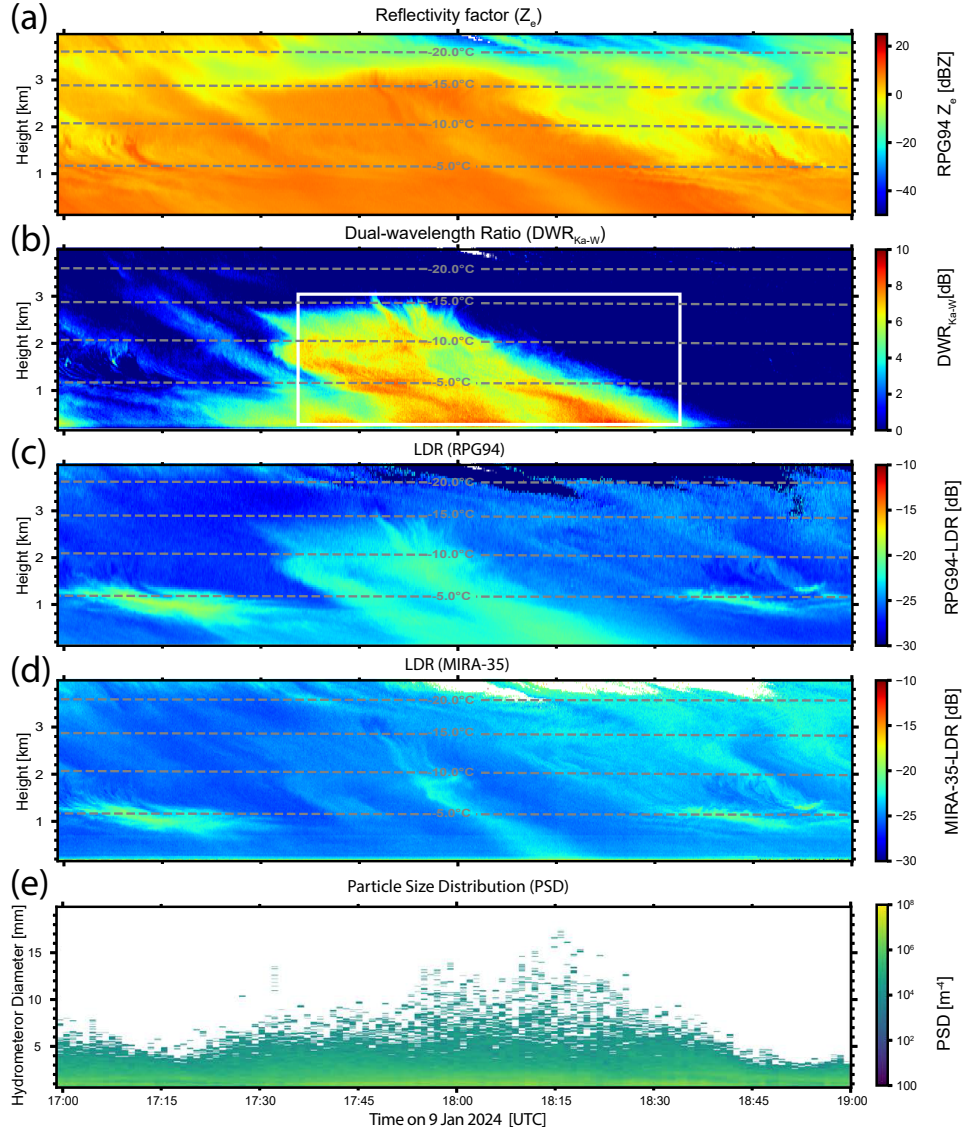 (a)
Reflectivity factor (Zₑ)
-20.0°C
-15.0°C
-10.0°C
-5.0°C
3
2
1
Height [km]
20
0
−20
−40
RPG94 Zₑ [dBZ]
(b)
Dual-wavelength Ratio (DWR_Ka-W)
-20.0°C
-15.0°C
-10.0°C
-5.0°C
3
2
1
Height [km]
10
8
6
4
2
0
DWR_Ka-W[dB]
(c)
LDR (RPG94)
-20.0°C
-15.0°C
-10.0°C
-5.0°C
3
2
1
Height [km]
−10
−15
−20
−25
−30
RPG94-LDR [dB]
(d)
LDR (MIRA-35)
-20.0°C
-15.0°C
-10.0°C
-5.0°C
3
2
1
Height [km]
−10
−15
−20
−25
−30
MIRA-35-LDR [dB]
(e)
Particle Size Distribution (PSD)
15
10
5
Hydrometeror Diameter [mm]
10⁸
10⁶
10⁴
10²
100
PSD [m⁻⁴]
17:00 17:15 17:30 17:45 18:00 18:15 18:30 18:45 19:00
Time on 9 Jan 2024 [UTC]